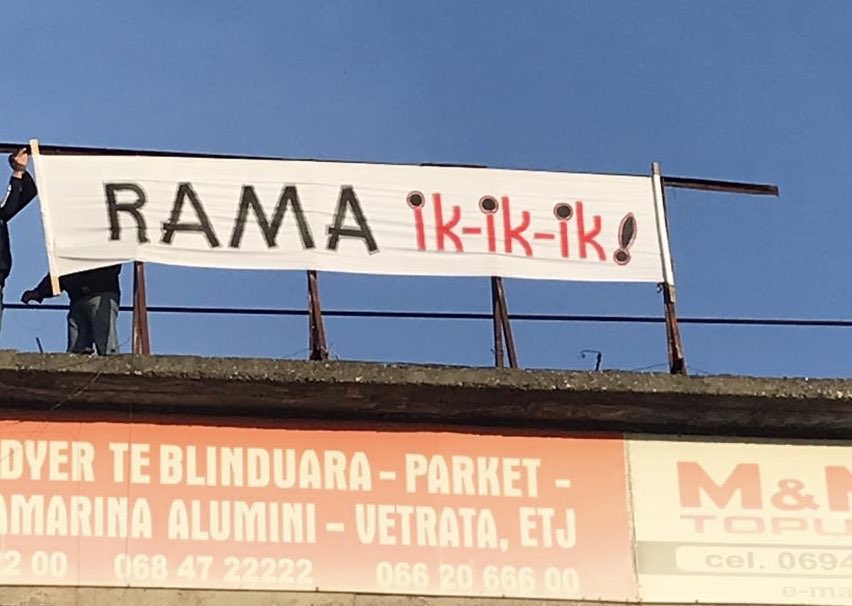 RAMA ik-ik-ik!
DYER TE BLINDUARA - PARKET -
ALUMINI - VETRATA, ETJ
068 47 22222 066 20 666 00
cel.